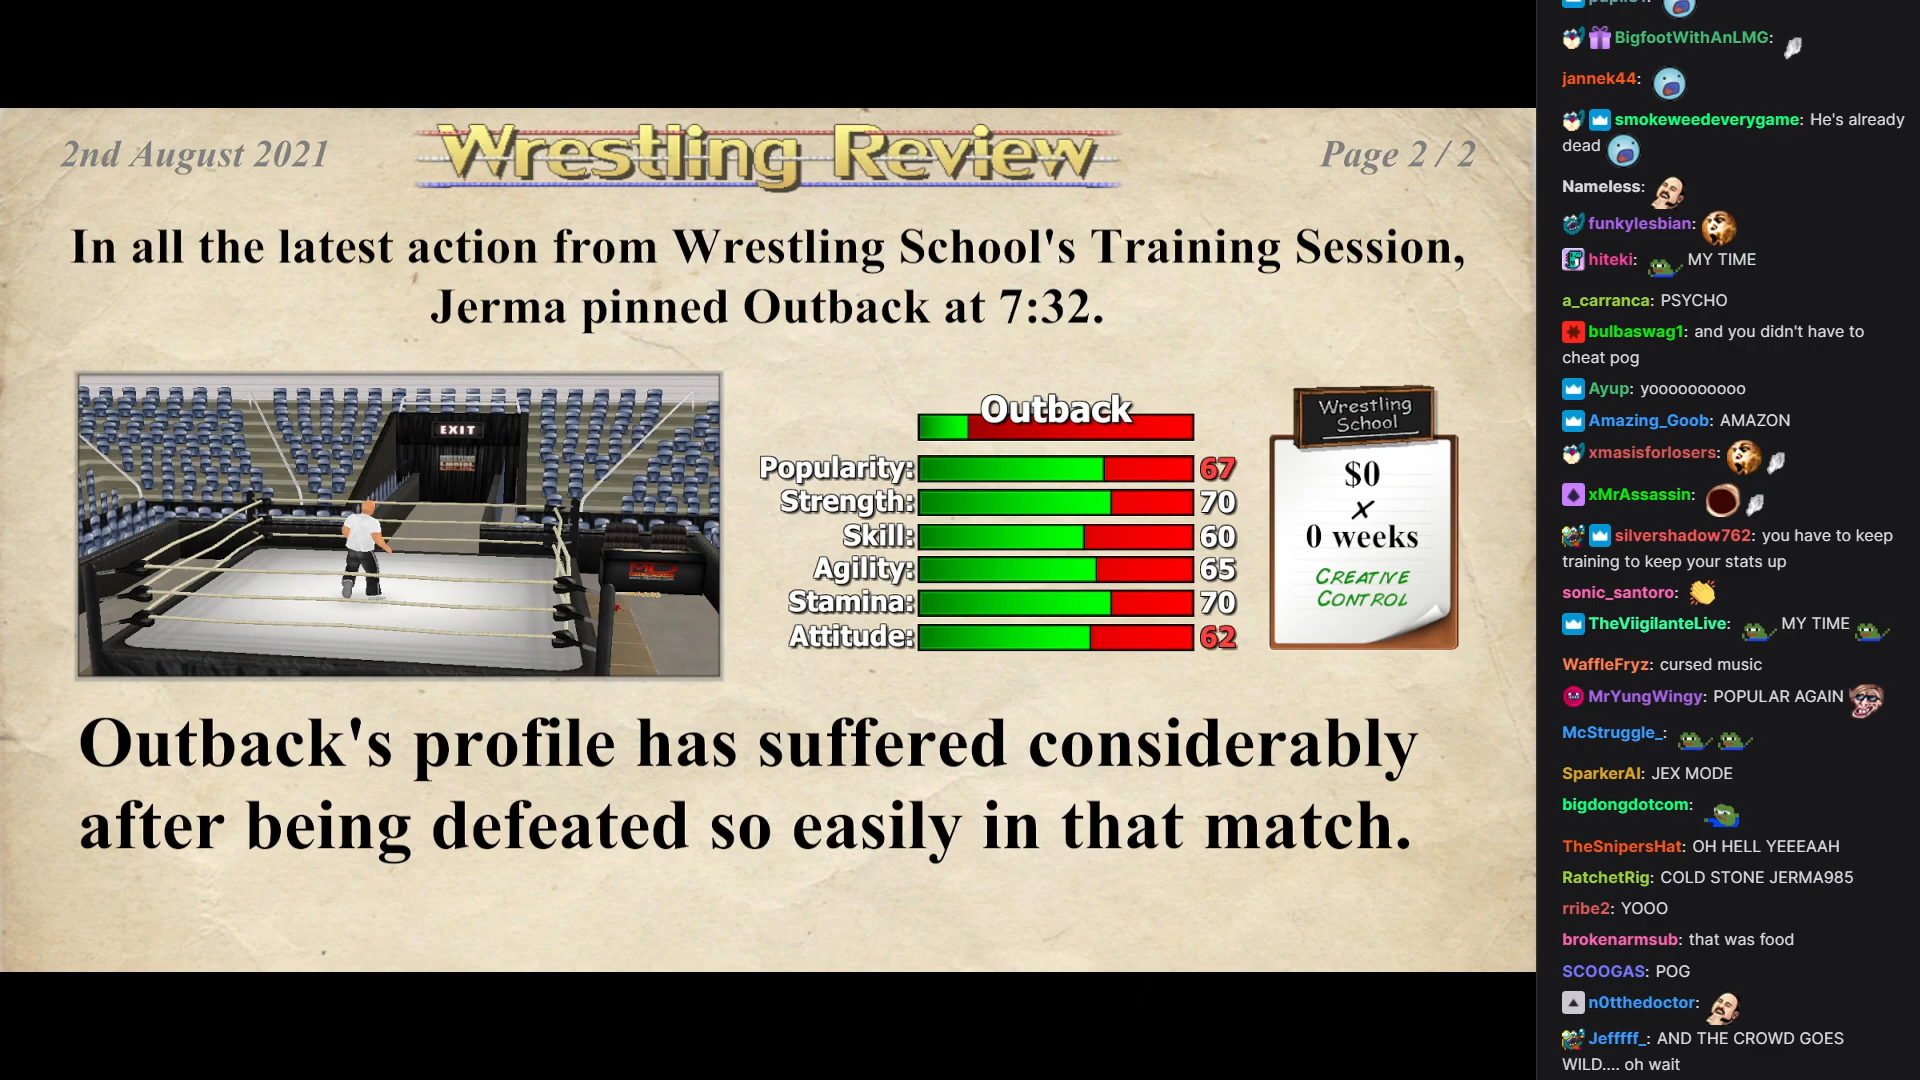 2nd August 2021
Wrestling Review
Page 2 / 2
In all the latest action from Wrestling School's Training Session,
Jerma pinned Outback at 7:32.
EXIT
Outback
Popularity: 67
Strength: 70
Skill: 60
Agility: 65
Stamina: 70
Attitude: 62
Wrestling
School
$0
x
0 weeks
CREATIVE
CONTROL
Outback's profile has suffered considerably
after being defeated so easily in that match.
BigfootWithAnLMG:
jannek44:
smokeweedeverygame: He's already
dead
Nameless:
funkylesbian:
hiteki: MY TIME
a_carranca: PSYCHO
bulbaswag1: and you didn't have to
cheat pog
Ayup: yoooooooooo
Amazing_Goob: AMAZON
xmasisforlosers:
xMrAssassin:
silvershadow762: you have to keep
training to keep your stats up
sonic_santoro:
TheViigilanteLive: MY TIME
WaffleFryz: cursed music
MrYungWingy: POPULAR AGAIN
McStruggle_:
SparkerAI: JEX MODE
bigdongdotcom:
TheSnipersHat: OH HELL YEEEAAH
RatchetRig: COLD STONE JERMA985
rribe2: YOOO
brokenarmsub: that was food
SCOOGAS: POG
n0tthedoctor:
Jefffff_: AND THE CROWD GOES
WILD.... oh wait